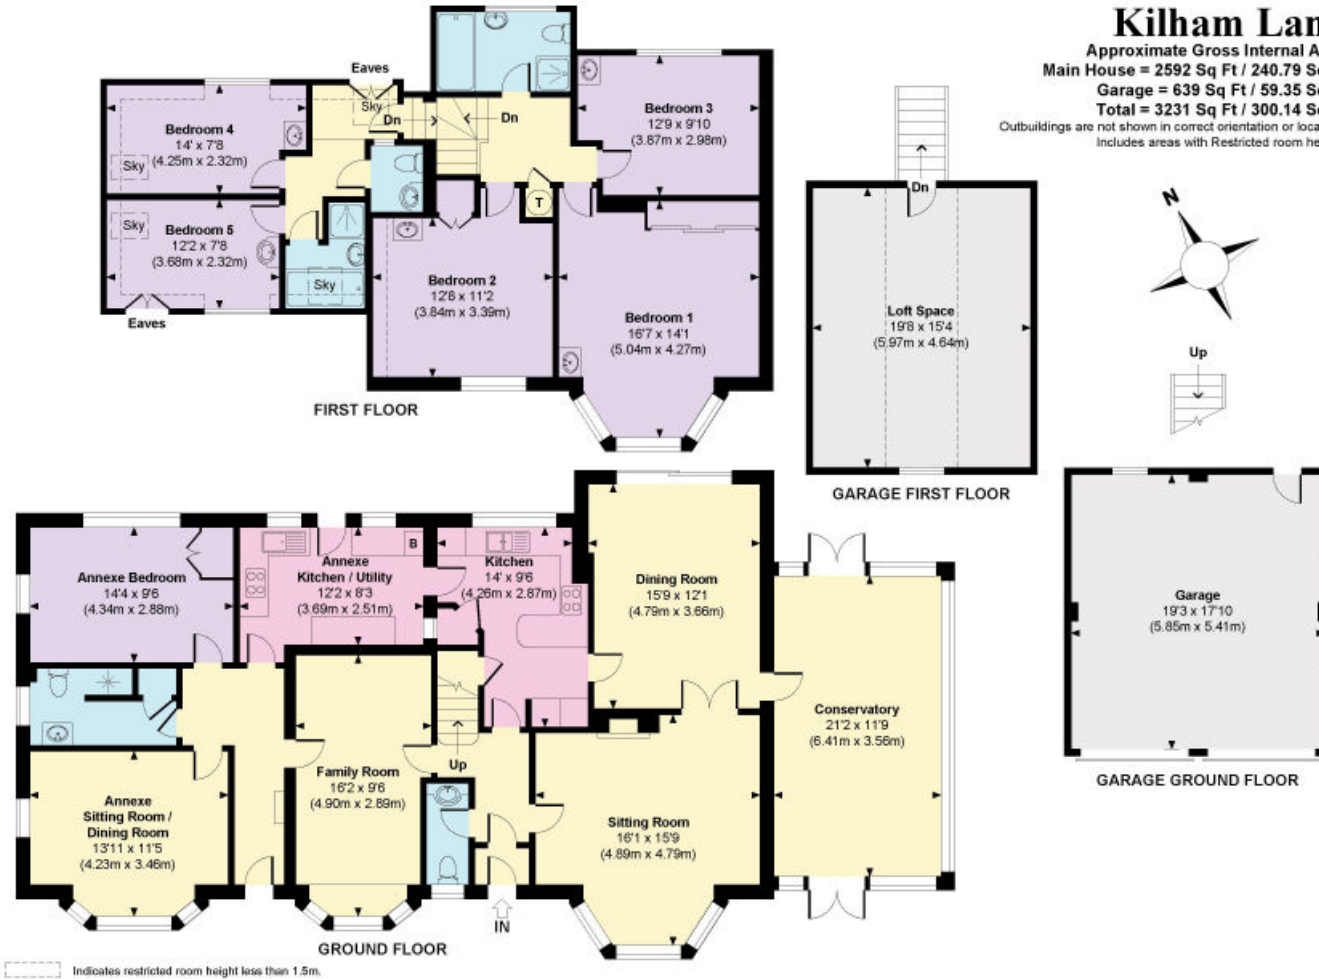 Kilham Lan
Approximate Gross Internal A
Main House = 2592 Sq Ft / 240.79 S
Garage = 639 Sq Ft / 59.35 S
Total = 3231 Sq Ft / 300.14 S
Outbuildings are not shown in correct orientation or loca
Includes areas with Restricted room he
Eaves
Sky
Dn
Dn
Bedroom 4
14' x 7'8
(4.25m x 2.32m)
Sky
Bedroom 3
12'9 x 9'10
(3.87m x 2.98m)
T
Sky
Bedroom 5
12'2 x 7'8
(3.68m x 2.32m)
Sky
Eaves
Bedroom 2
12'8 x 11'2
(3.84m x 3.39m)
Bedroom 1
16'7 x 14'1
(5.04m x 4.27m)
FIRST FLOOR
Dn
Loft Space
19'8 x 15'4
(5.97m x 4.64m)
GARAGE FIRST FLOOR
N
Up
Annexe Bedroom
14'4 x 9'6
(4.34m x 2.88m)
Annexe
Kitchen / Utility
12'2 x 8'3
(3.69m x 2.51m)
B
Kitchen
14' x 9'6
(4.26m x 2.87m)
Dining Room
15'9 x 12'1
(4.79m x 3.66m)
Garage
19'3 x 17'10
(5.85m x 5.41m)
Conservatory
21'2 x 11'9
(6.41m x 3.56m)
GARAGE GROUND FLOOR
Up
Family Room
16'2 x 9'6
(4.90m x 2.89m)
Annexe
Sitting Room /
Dining Room
13'11 x 11'5
(4.23m x 3.46m)
Sitting Room
16'1 x 15'9
(4.89m x 4.79m)
IN
GROUND FLOOR
Indicates restricted room height less than 1.5m.